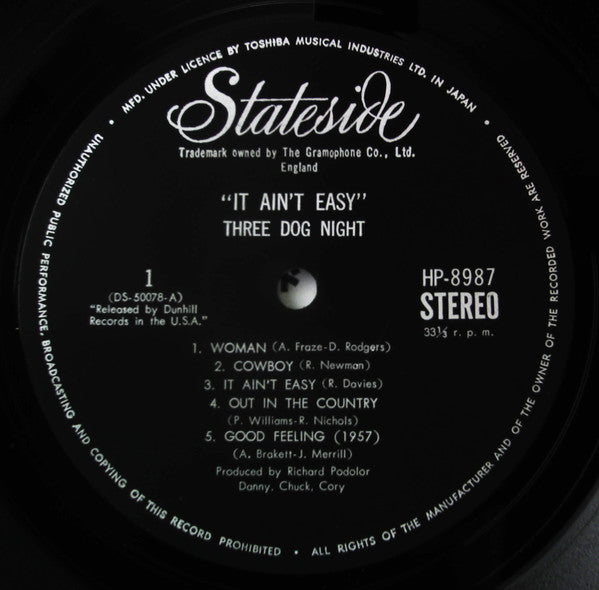 • MFD. UNDER LICENCE BY TOSHIBA MUSICAL INDUSTRIES LTD. IN JAPAN •
Stateside
Trademark owned by The Gramophone Co., Ltd.
England
"IT AIN'T EASY"
THREE DOG NIGHT
1
(DS-50078-A)
"Released by Dunhill
Records in the U.S.A."
HP-8987
STEREO
33⅓ r. p. m.
1. WOMAN (A. Fraze-D. Rodgers)
2. COWBOY (R. Newman)
3. IT AIN'T EASY (R. Davies)
4. OUT IN THE COUNTRY
(P. Williams-R. Nichols)
5. GOOD FEELING (1957)
(A. Brakett-J. Merrill)
Produced by Richard Podolor
Danny, Chuck, Cory
UNAUTHORIZED PUBLIC PERFORMANCE, BROADCASTING AND COPYING OF THIS RECORD PROHIBITED • ALL RIGHTS OF THE MANUFACTURER AND OF THE OWNER OF THE RECORDED WORK ARE RESERVED